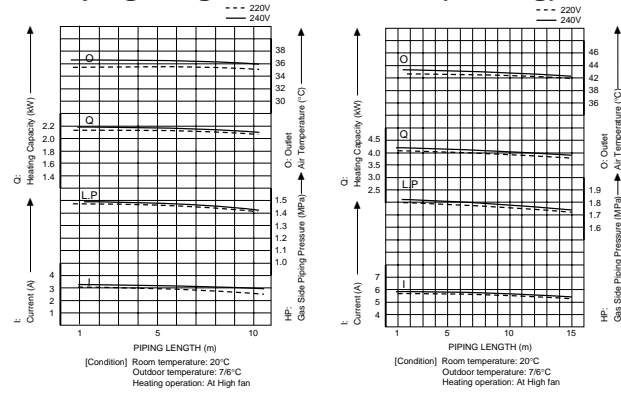 220V
240V
O
38
36
34
32
30
Q
2.2
2.0
1.8
1.6
1.4
L.P
1.5
1.4
1.3
1.2
1.1
1.0
4
3
2
1
I
Q:
Heating Capacity (kW)
I:
Current (A)
O: Outlet
Air Temperature (°C)
HP:
Gas Side Piping Pressure (MPa)
1 5 10
PIPING LENGTH (m)
[Condition] Room temperature: 20°C
Outdoor temperature: 7/6°C
Heating operation: At High fan
220V
240V
O
46
44
42
38
36
Q
4.5
4.0
3.5
3.0
2.5
L.P
1.9
1.8
1.7
1.6
7
6
5
4
I
Q:
Heating Capacity (kW)
I:
Current (A)
O: Outlet
Air Temperature (°C)
HP:
Gas Side Piping Pressure (MPa)
1 5 10 15
PIPING LENGTH (m)
[Condition] Room temperature: 20°C
Outdoor temperature: 7/6°C
Heating operation: At High fan